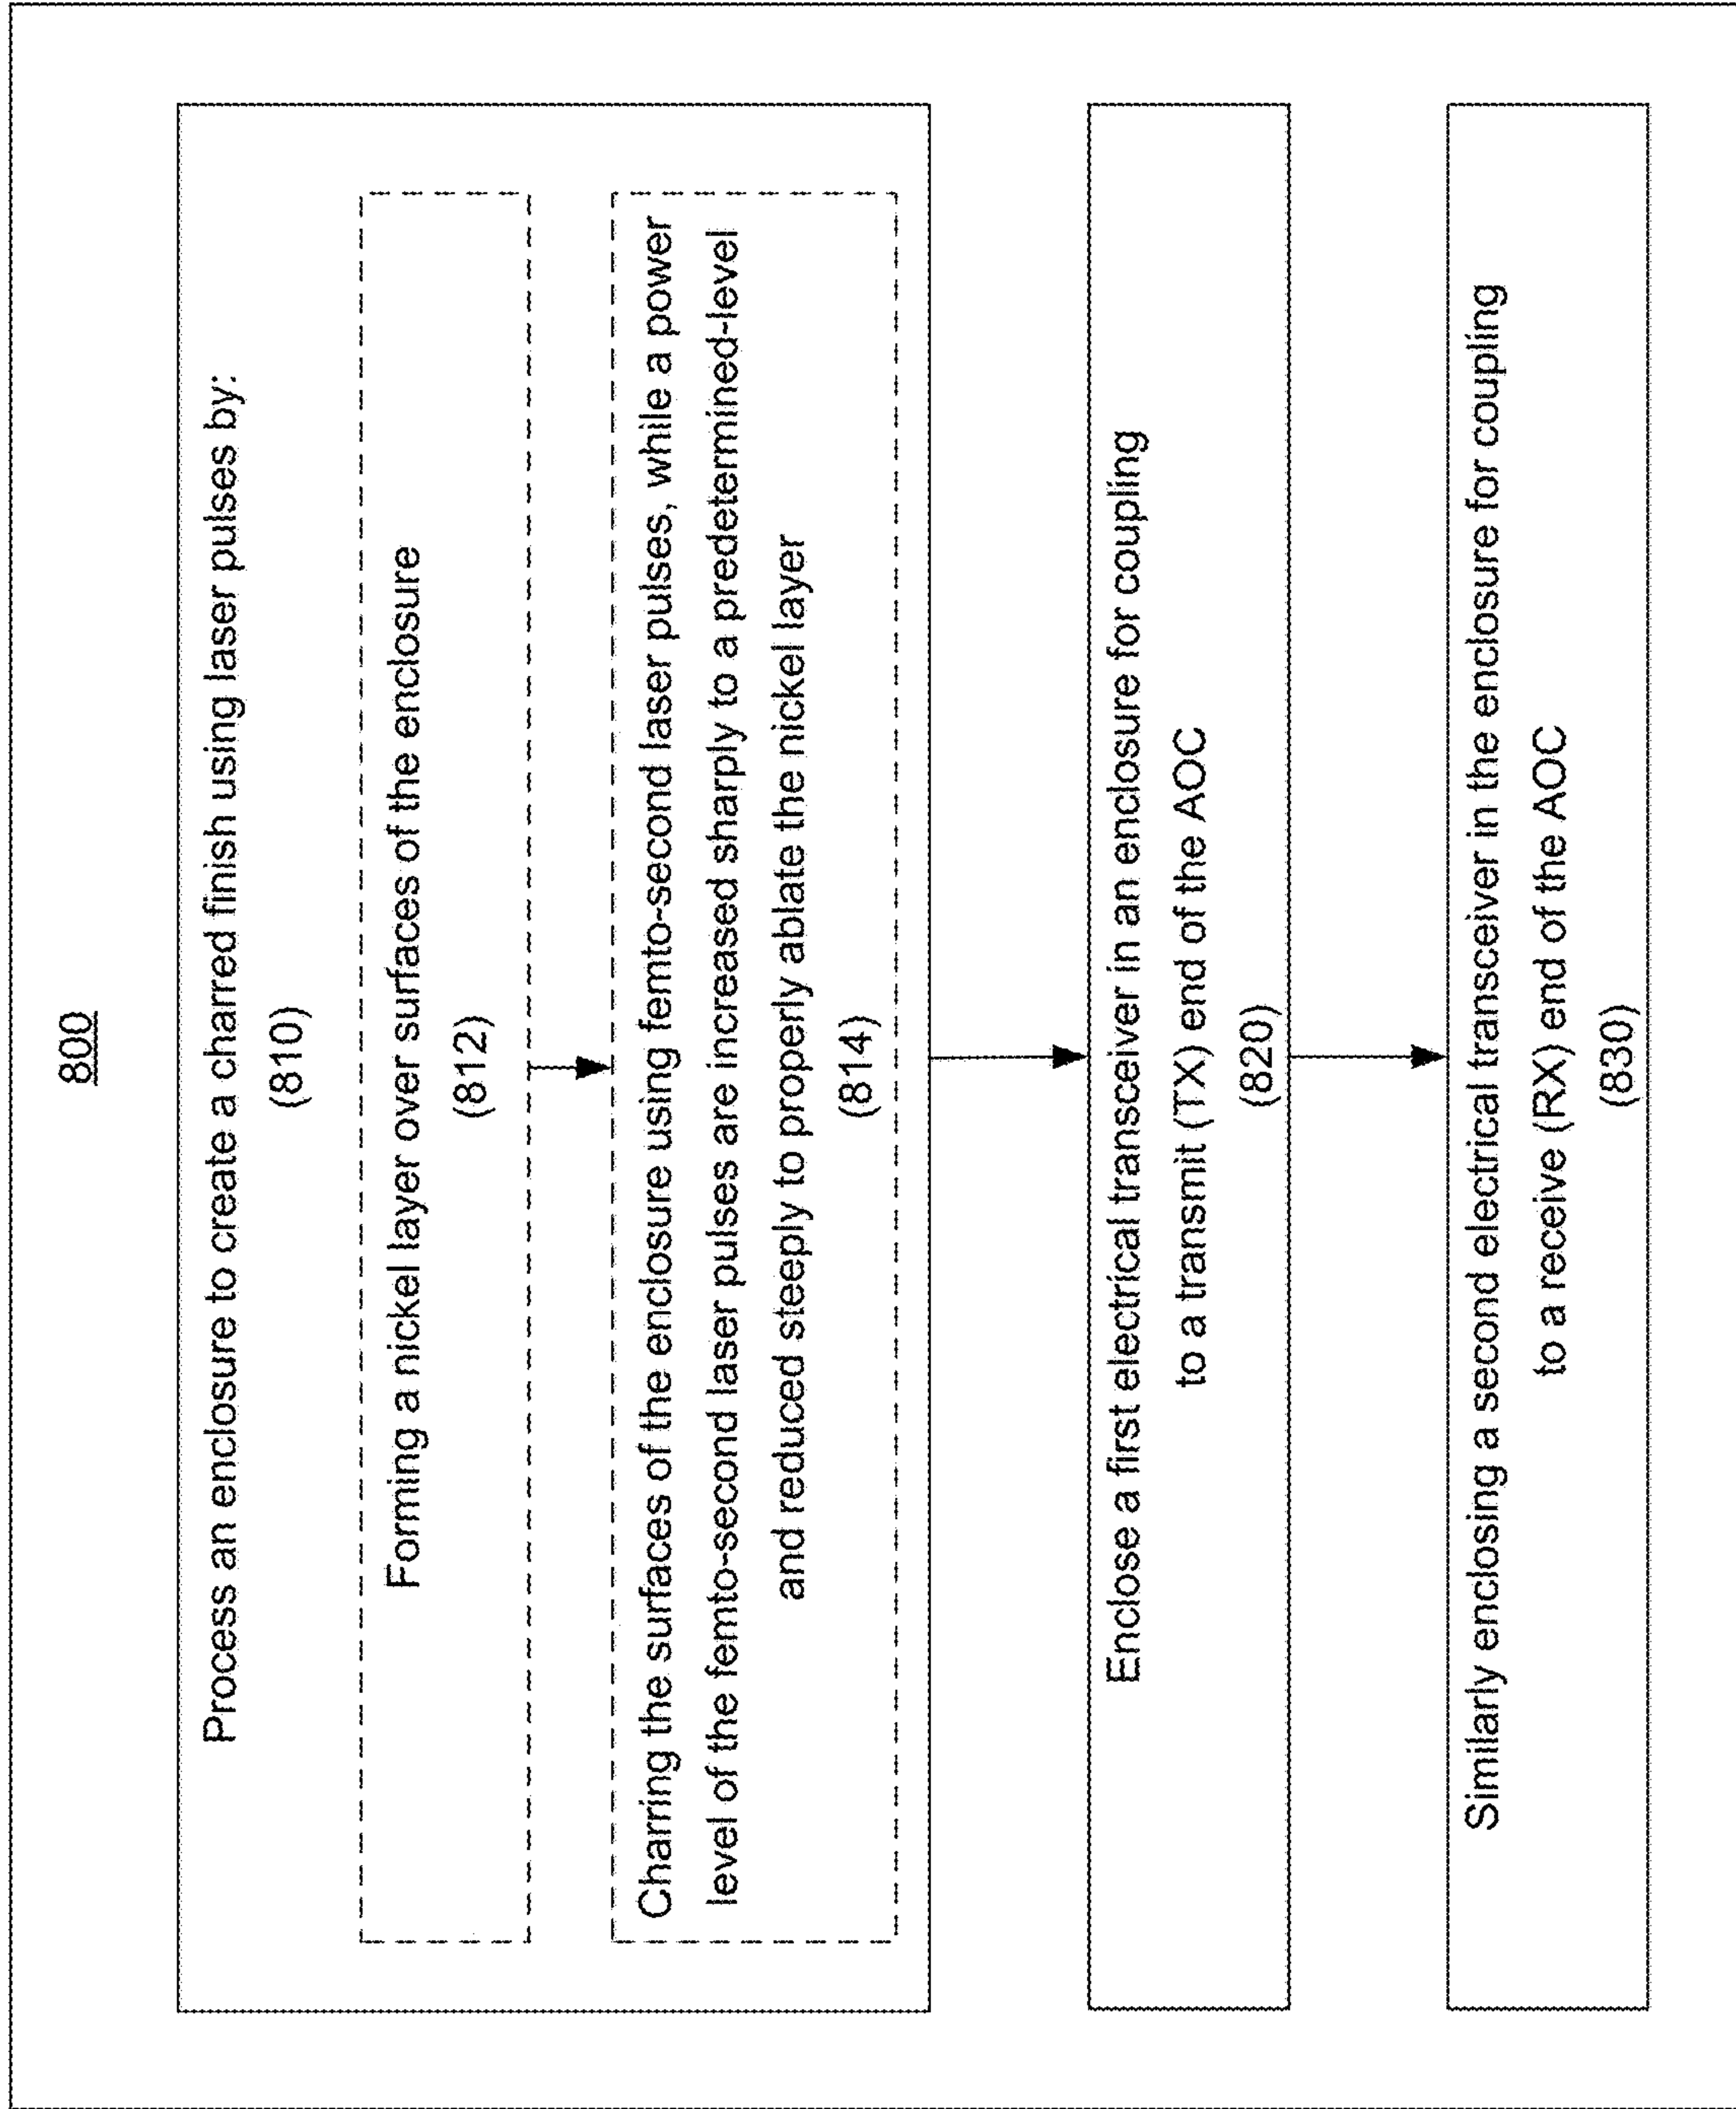 800
Process an enclosure to create a charred finish using laser pulses by:
(810)
Forming a nickel layer over surfaces of the enclosure
(812)
Charring the surfaces of the enclosure using femto-second laser pulses, while a power
level of the femto-second laser pulses are increased sharply to a predetermined-level
and reduced steeply to properly ablate the nickel layer
(814)
Enclose a first electrical transceiver in an enclosure for coupling
to a transmit (TX) end of the AOC
(820)
Similarly enclosing a second electrical transceiver in the enclosure for coupling
to a receive (RX) end of the AOC
(830)